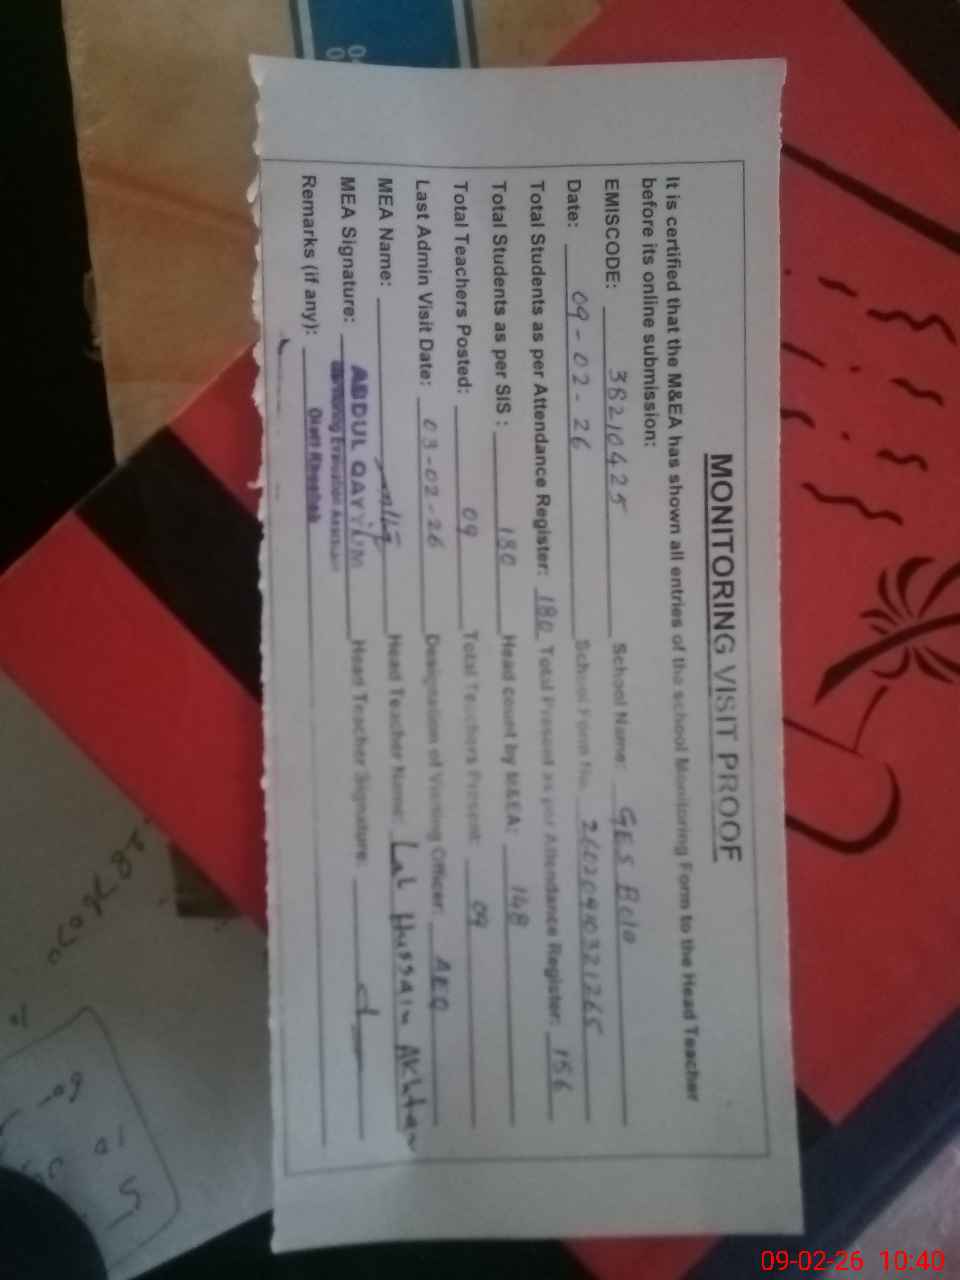 MONITORING VISIT PROOF
It is certified that the M&EA has shown all entries of the school Monitoring Form to the Head Teacher
before its online submission:
EMISCODE: 38210425 School Name: GES Bela
Date: 09-02-26 School Form No. 26020910321265
Total Students as per Attendance Register: 180 Total Present as per Attendance Register: 156
Total Students as per SIS : 180 Head count by M&EA: 148
Total Teachers Posted: 09 Total Teachers Present: 09
Last Admin Visit Date: 03-02-26 Designation of Visiting Officer: AEO
MEA Name: Head Teacher Name: Lal Hussain Akhtar
MEA Signature: ABDUL QAYYUM Head Teacher Signature:
Monitoring Evaluation Assistant
Remarks (if any):
09-02-26 10:40